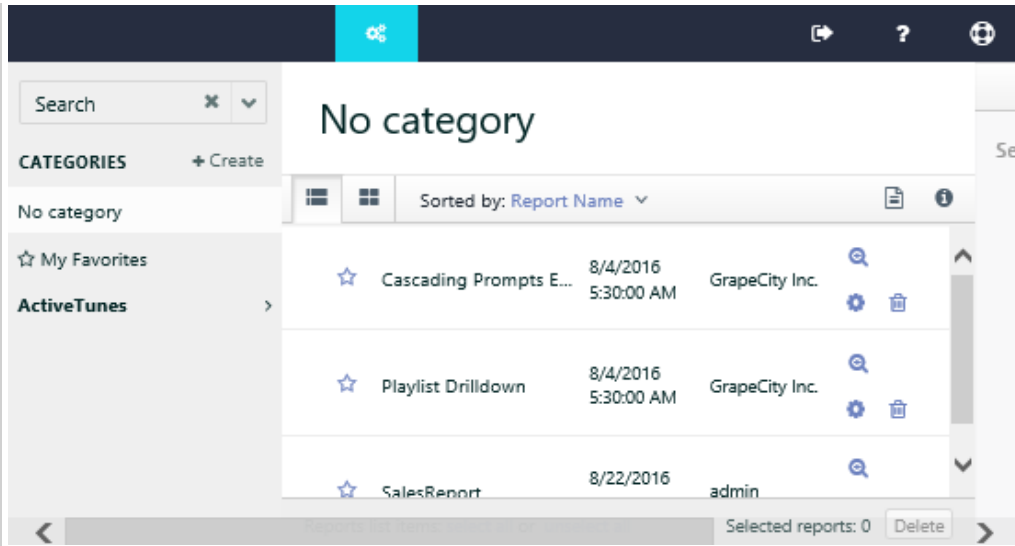 Search
CATEGORIES
+ Create
No category
My Favorites
ActiveTunes
No category
Se
Sorted by: Report Name
Cascading Prompts E...
8/4/2016
5:30:00 AM
GrapeCity Inc.
Playlist Drilldown
8/4/2016
5:30:00 AM
GrapeCity Inc.
SalesReport
8/22/2016
admin
Selected reports: 0
Delete